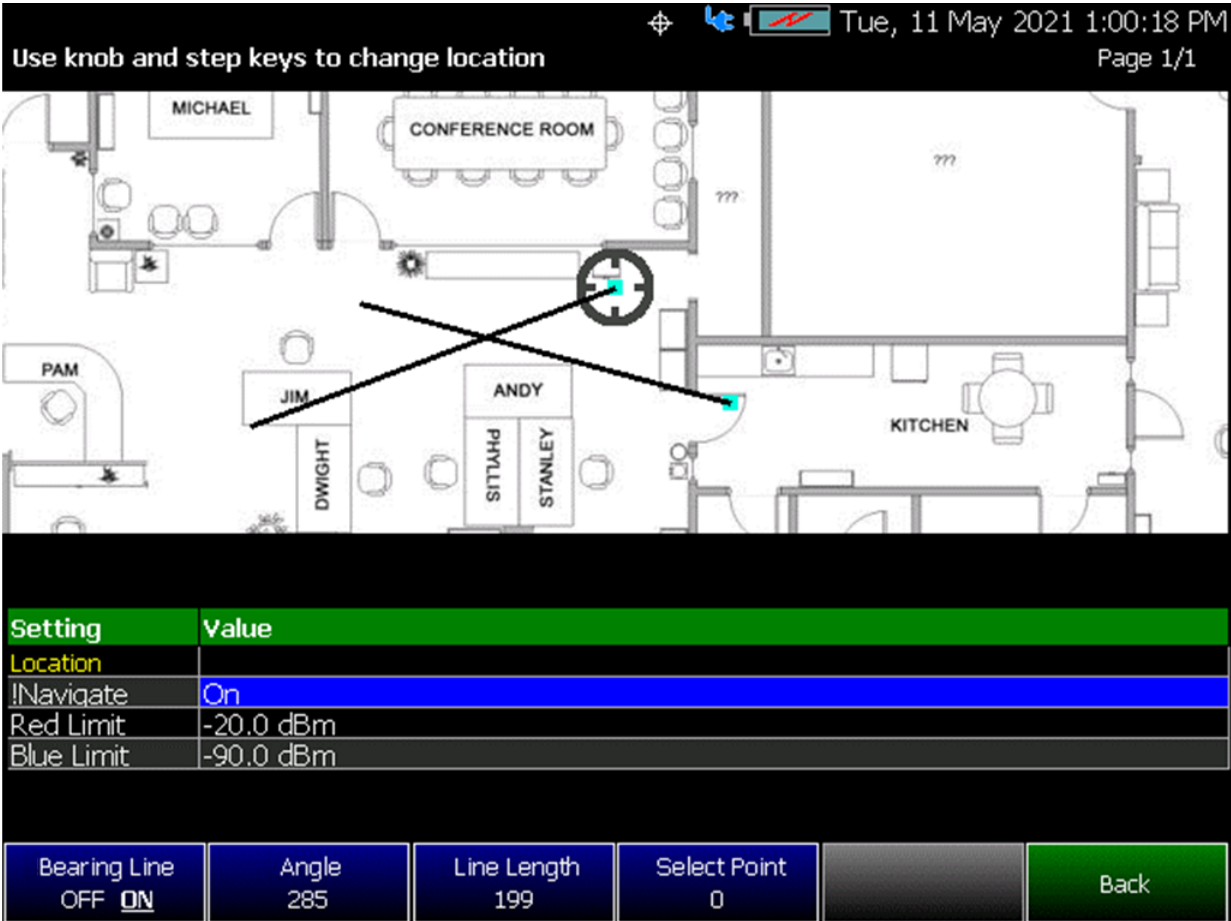 Tue, 11 May 2021 1:00:18 PM
Use knob and step keys to change location
Page 1/1
MICHAEL
CONFERENCE ROOM
???
???
PAM
JIM
ANDY
KITCHEN
DWIGHT
PHYLLIS
STANLEY
Setting Value
Location
!Navigate On
Red Limit -20.0 dBm
Blue Limit -90.0 dBm
Bearing Line
OFF ON
Angle
285
Line Length
199
Select Point
0
Back